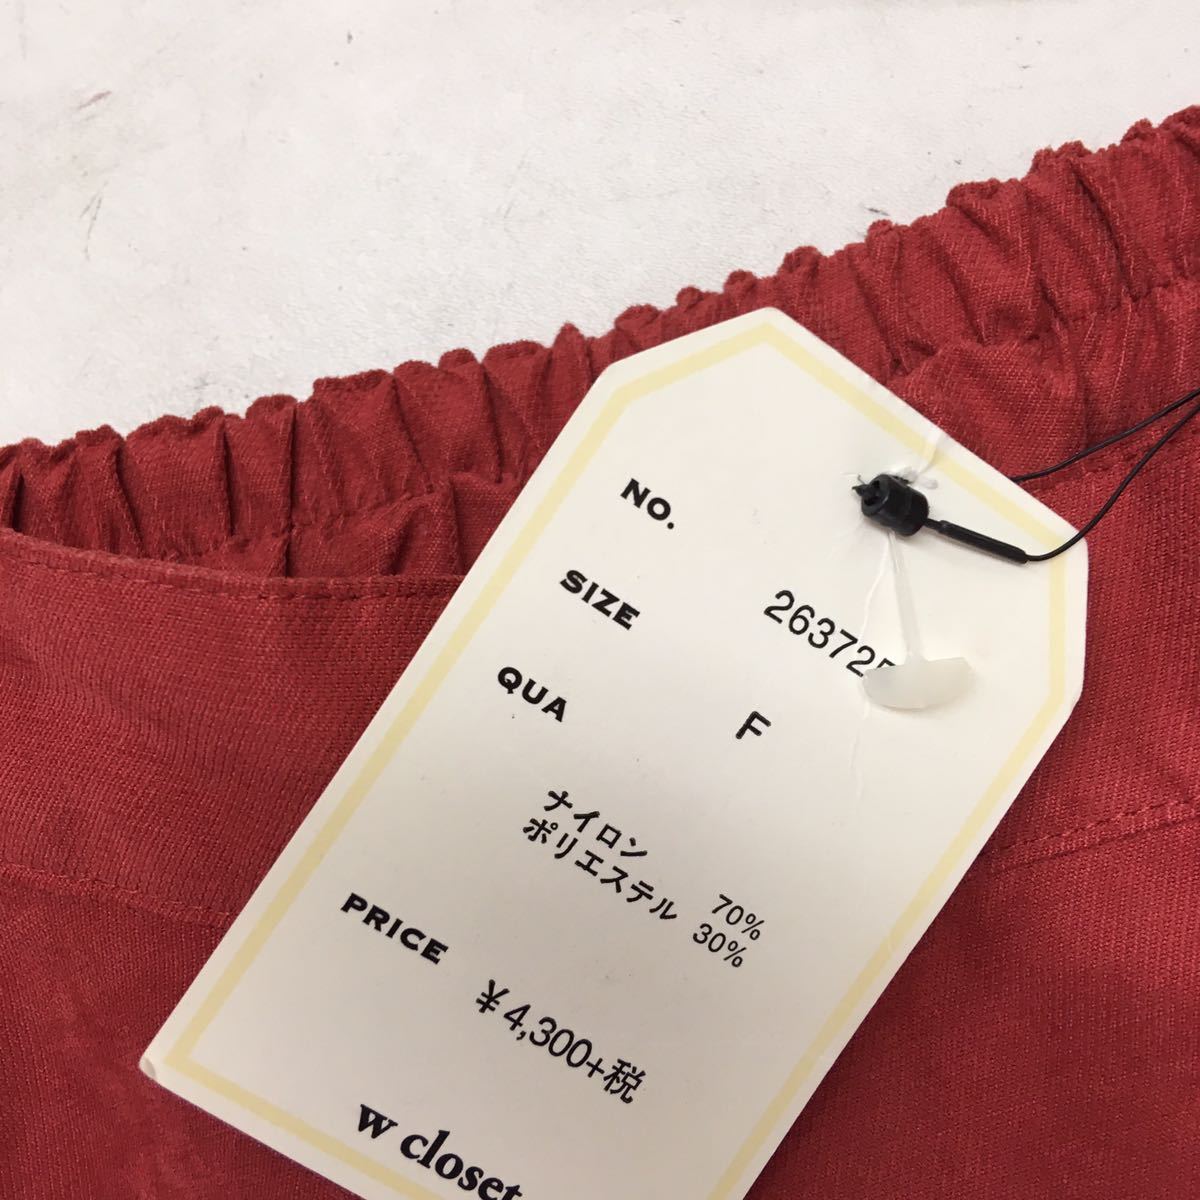 NO. 263725
SIZE F
QUA
ナイロン 70%
ポリエステル 30%
PRICE
¥4,300+税
w closet